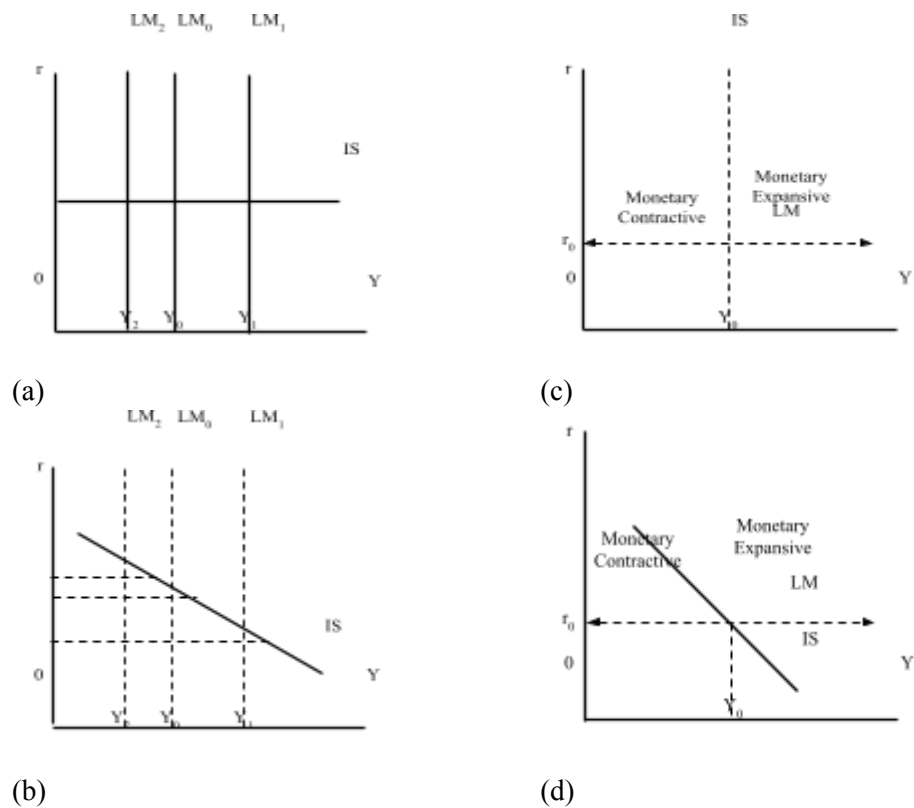 LM₂ LM₀ LM₁
r
IS
0
Y
Y₂ Y₀ Y₁
(a)
IS
r
Monetary
Contractive
Monetary
Expansive
LM
r₀
0
Y
Y₀
(c)
LM₂ LM₀ LM₁
r
IS
0
Y
Y₂ Y₀ Y₁
(b)
r
Monetary
Contractive
Monetary
Expansive
LM
r₀
IS
0
Y₀
(d)